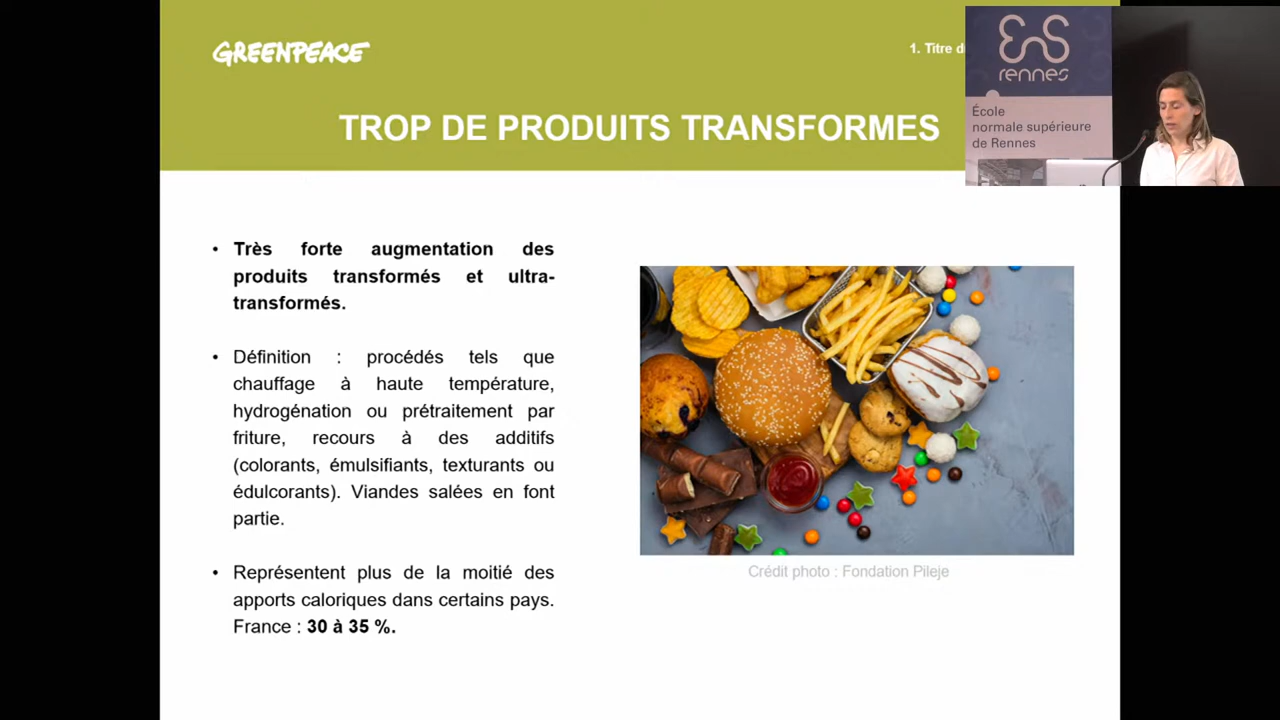 GREENPEACE
1. Titre
TROP DE PRODUITS TRANSFORMES
EnS
rennes
École
normale supérieure
de Rennes
• Très forte augmentation des
produits transformés et ultra-
transformés.
• Définition : procédés tels que
chauffage à haute température,
hydrogénation ou prétraitement par
friture, recours à des additifs
(colorants, émulsifiants, texturants ou
édulcorants). Viandes salées en font
partie.
• Représentent plus de la moitié des
apports caloriques dans certains pays.
France : 30 à 35 %.
Crédit photo : Fondation Pileje